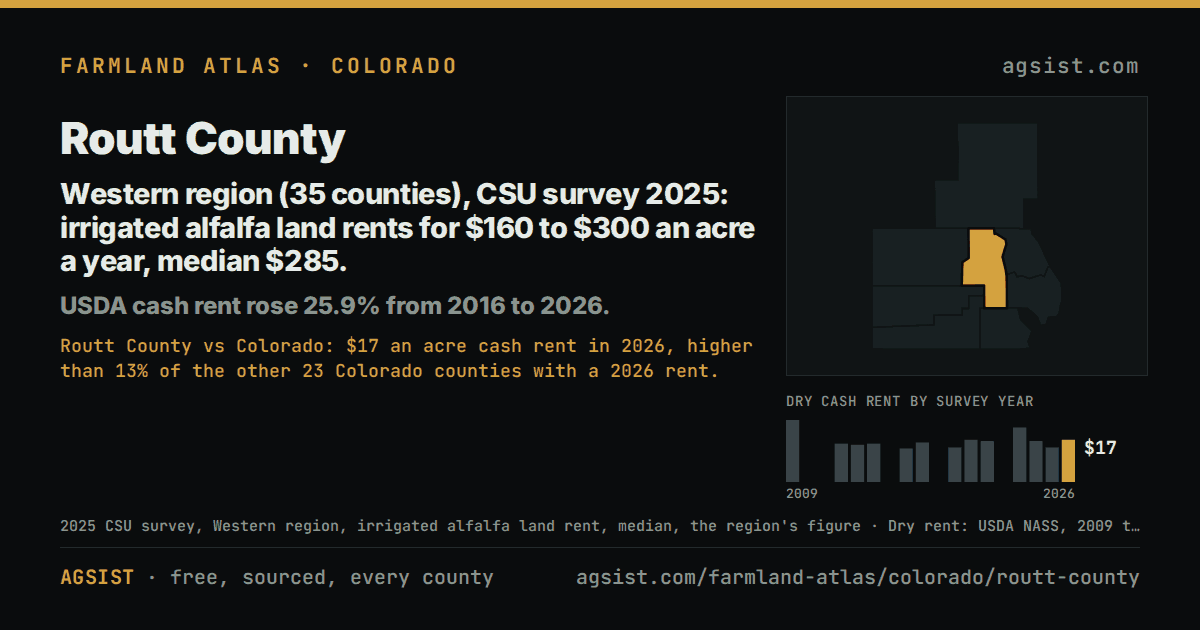 FARMLAND ATLAS · COLORADO
agsist.com
Routt County
Western region (35 counties), CSU survey 2025:
irrigated alfalfa land rents for $160 to $300 an acre
a year, median $285.
USDA cash rent rose 25.9% from 2016 to 2026.
Routt County vs Colorado: $17 an acre cash rent in 2026, higher
than 13% of the other 23 Colorado counties with a 2026 rent.
DRY CASH RENT BY SURVEY YEAR
$17
2009
2026
2025 CSU survey, Western region, irrigated alfalfa land rent, median, the region's figure · Dry rent: USDA NASS, 2009 t…
AGSIST · free, sourced, every county
agsist.com/farmland-atlas/colorado/routt-county